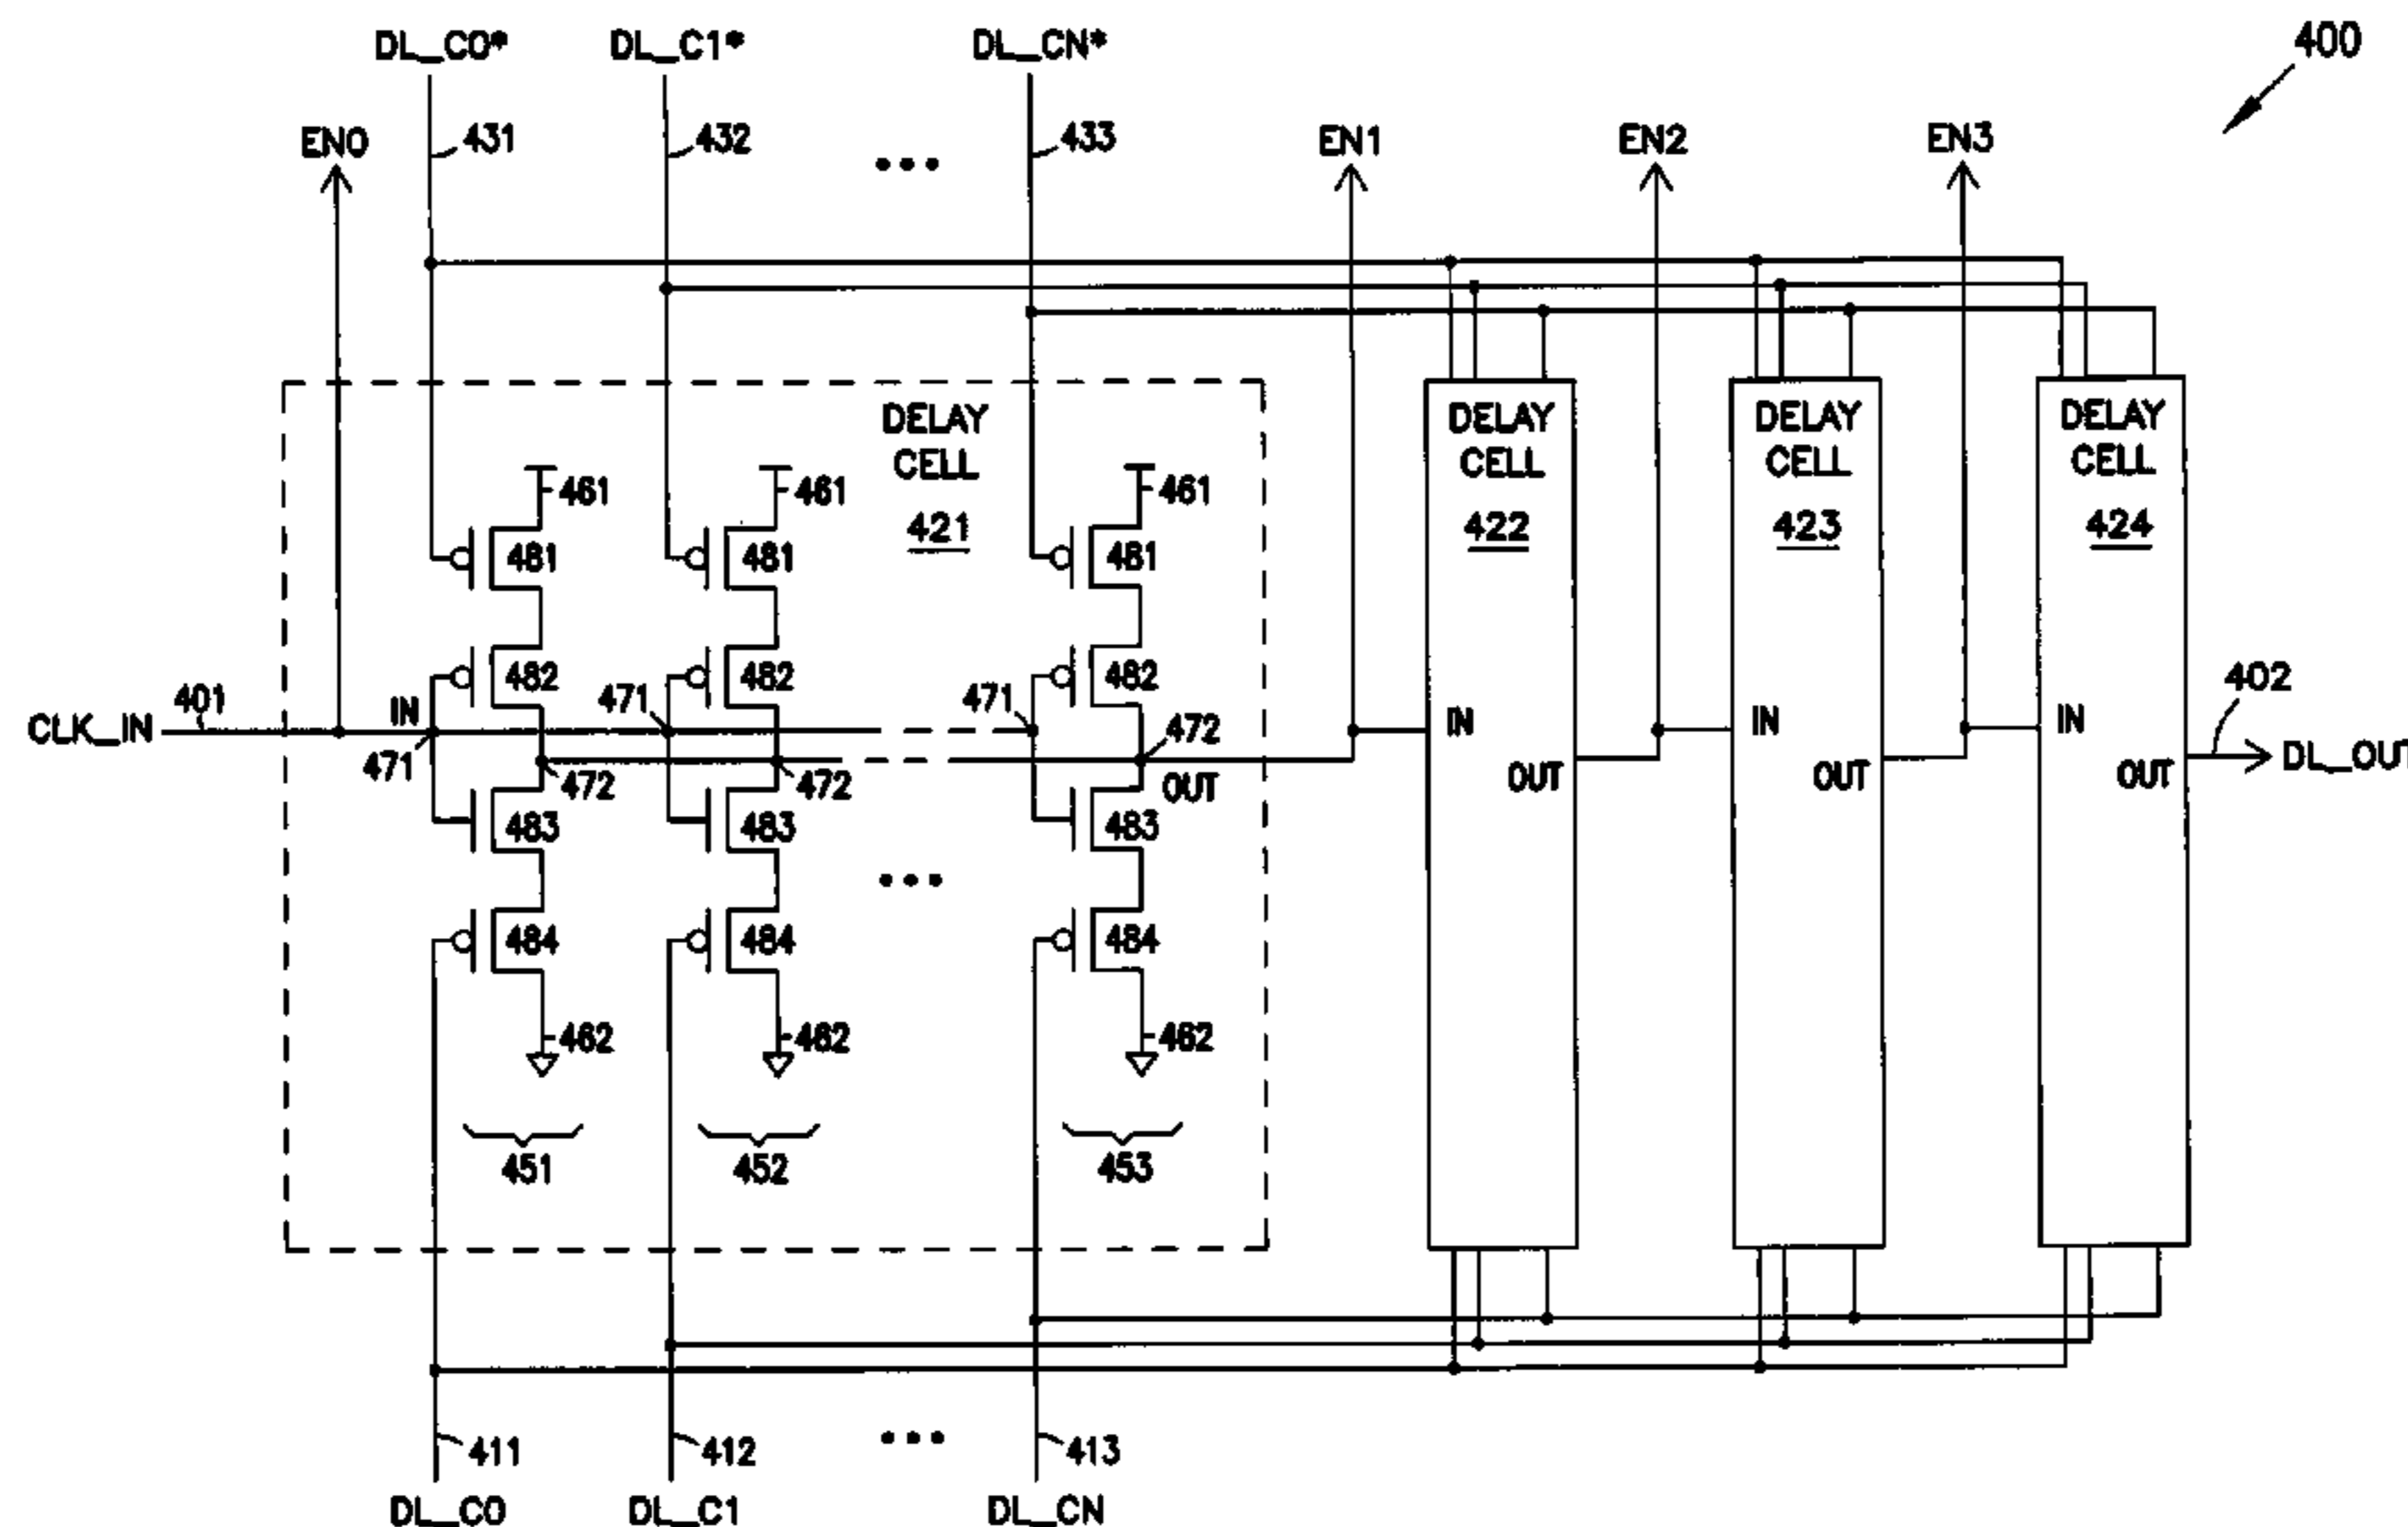 DL_C0* DL_C1* DL_CN* 400
EN0 431 432 ••• 433 EN1 EN2 EN3
DELAY CELL 421
DELAY CELL 422
DELAY CELL 423
DELAY CELL 424
461 461 461
481 481 481
482 482 482
CLK_IN 401 IN 471 471 471 472 IN IN IN 402
471 472 472 OUT OUT OUT OUT DL_OUT
483 483 483
•••
484 484 484
462 462 462
451 452 453
411 412 ••• 413
DL_C0 DL_C1 DL_CN